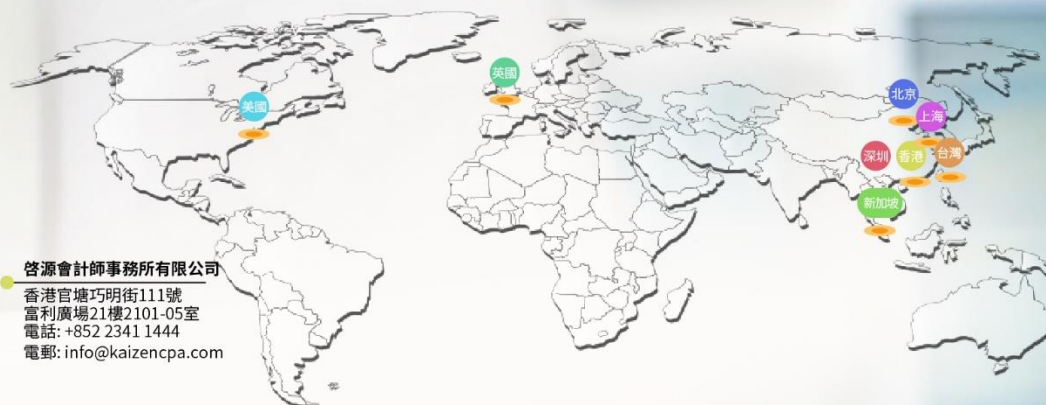 英國
北京
美國
上海
深圳
香港
台灣
新加坡
啓源會計師事務所有限公司
香港官塘巧明街111號
富利廣場21樓2101-05室
電話: +852 2341 1444
電郵: info@kaizencpa.com